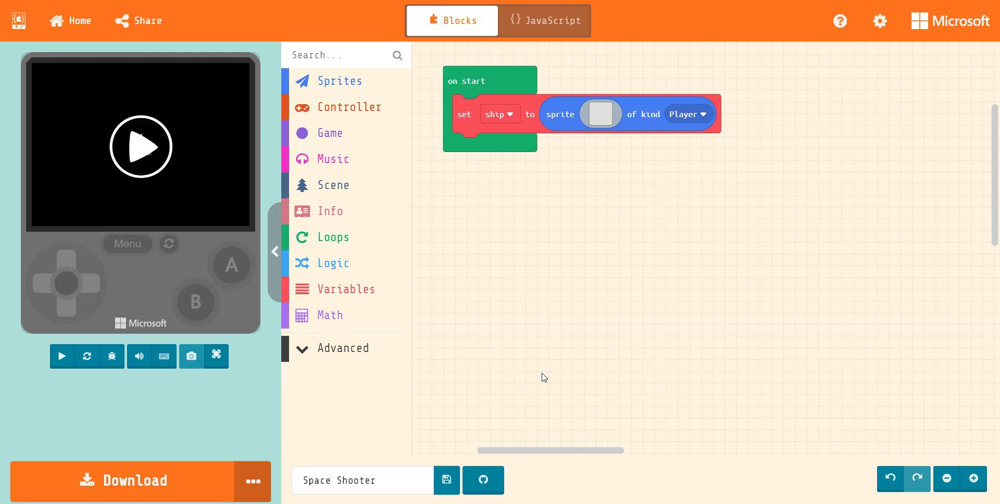 Home
Share
Blocks
{} JavaScript
Microsoft
Search...
Sprites
Controller
Game
Music
Scene
Info
Loops
Logic
Variables
Math
Advanced
on start
set ship to sprite of kind Player
Menu
A
B
Microsoft
Download
Space Shooter